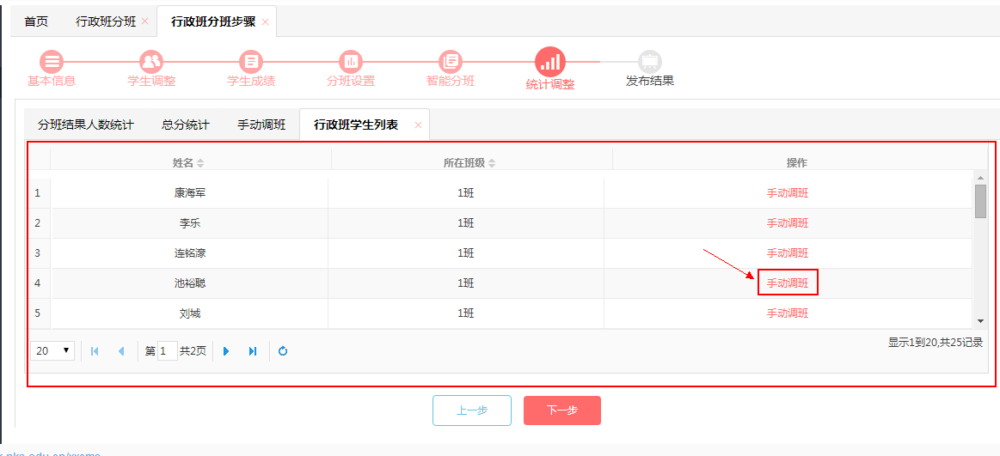 首页 行政班分班 行政班分班步骤
基本信息 学生调整 学生成绩 分班设置 智能分班 统计调整 发布结果
分班结果人数统计 总分统计 手动调班 行政班学生列表
姓名 所在班级 操作
1 康海军 1班 手动调班
2 李乐 1班 手动调班
3 连铭濠 1班 手动调班
4 池裕聪 1班 手动调班
5 刘城 1班 手动调班
20 第 1 共2页 显示1到20,共25记录
上一步 下一步